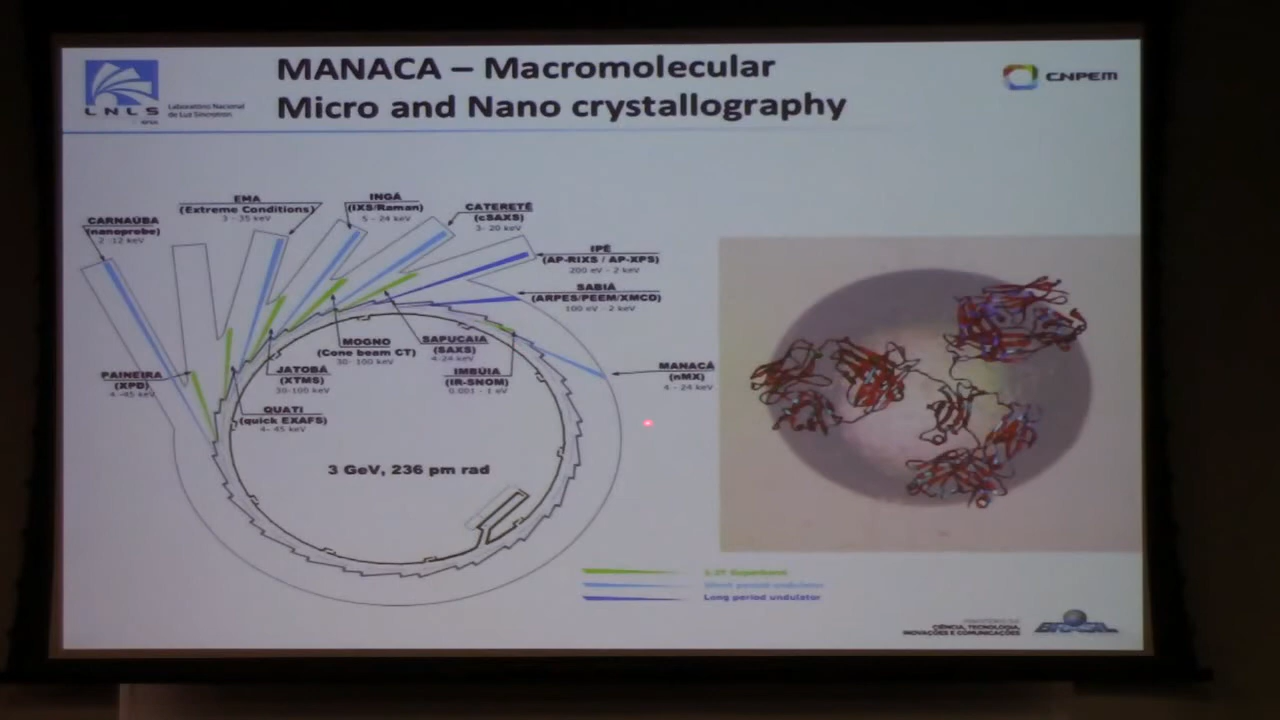 MANACA – Macromolecular
Micro and Nano crystallography
LNLS
Laboratório Nacional
de Luz Síncrotron
CNPEM
CARNAÚBA
(nanoprobe)
2 -12 keV
EMA
(Extreme Conditions)
3 - 35 keV
INGÁ
(IXS/Raman)
5 - 24 keV
CATERETÊ
(cSAXS)
3- 20 keV
IPÊ
(AP-RIXS / AP-XPS)
200 eV - 2 keV
SABIÁ
(ARPES/PEEM/XMCD)
100 eV - 2 keV
MANACÁ
(nMX)
4 - 24 keV
SAPUCAIA
(SAXS)
4-24 keV
MOGNO
(Cone beam CT)
30- 100 keV
IMBÚIA
(IR-SNOM)
0.001 - 1 eV
JATOBÁ
(XTMS)
30-100 keV
PAINEIRA
(XPD)
4 -45 keV
QUATI
(quick EXAFS)
4- 45 keV
3 GeV, 236 pm rad
Short period undulator
Long period undulator
MINISTÉRIO DA
CIÊNCIA, TECNOLOGIA,
INOVAÇÕES E COMUNICAÇÕES
BRASIL